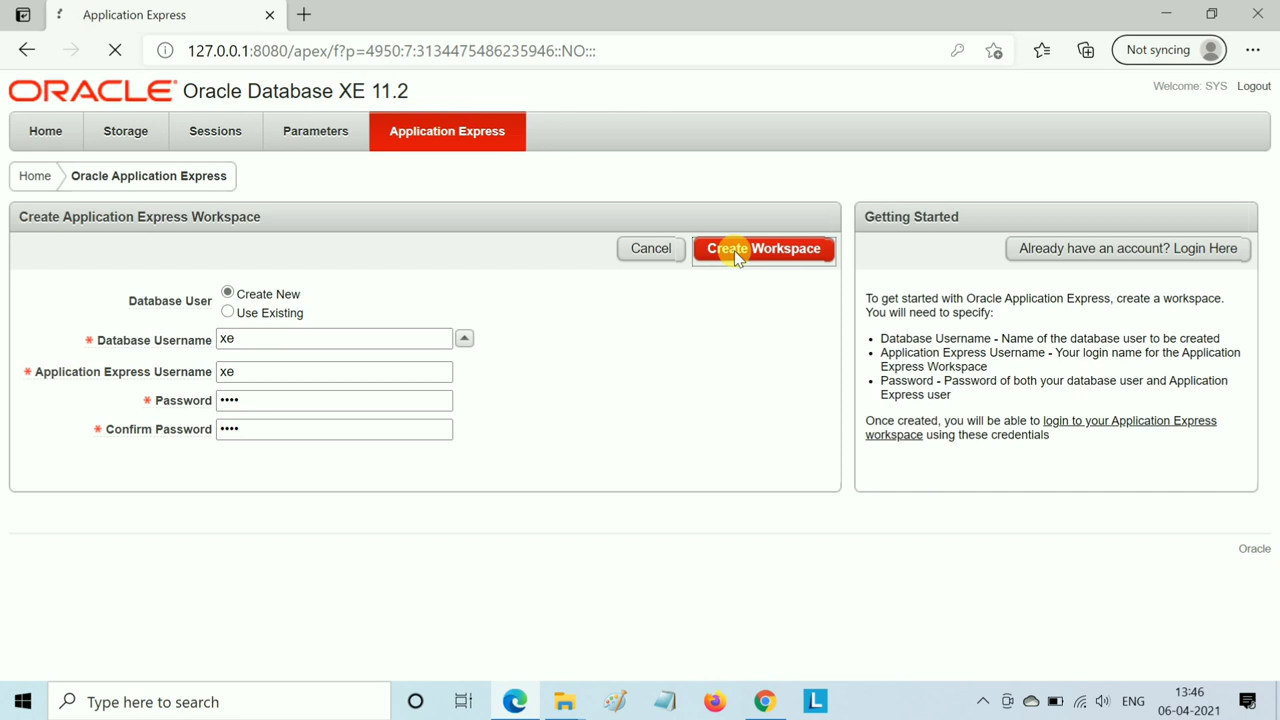 Application Express
127.0.0.1:8080/apex/f?p=4950:7:3134475486235946::NO:::
Not syncing
ORACLE Oracle Database XE 11.2
Welcome: SYS Logout
Home Storage Sessions Parameters Application Express
Home Oracle Application Express
Create Application Express Workspace
Cancel Create Workspace
Database User Create New
Use Existing
* Database Username xe
* Application Express Username xe
* Password ••••
* Confirm Password ••••
Getting Started
Already have an account? Login Here
To get started with Oracle Application Express, create a workspace.
You will need to specify:
• Database Username - Name of the database user to be created
• Application Express Username - Your login name for the Application
Express Workspace
• Password - Password of both your database user and Application
Express user
Once created, you will be able to login to your Application Express
workspace using these credentials
Oracle
Type here to search
L
ENG
13:46
06-04-2021